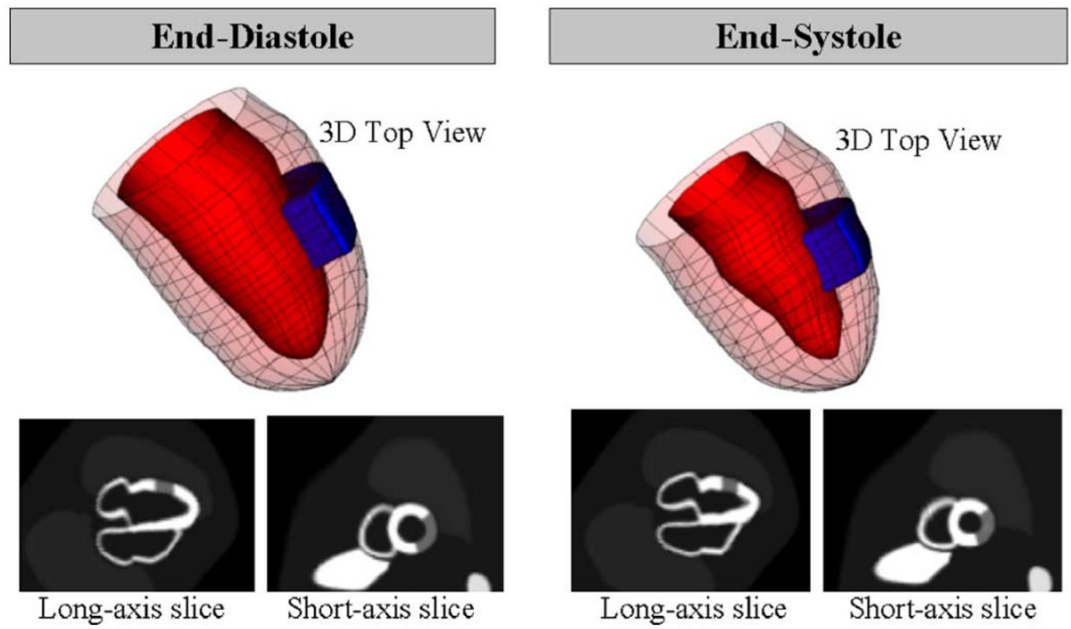 End-Diastole
End-Systole
3D Top View
3D Top View
Long-axis slice
Short-axis slice
Long-axis slice
Short-axis slice